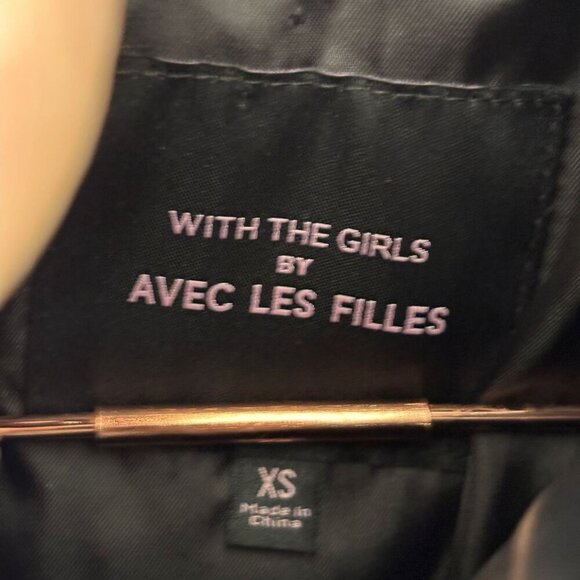 WITH THE GIRLS
BY
AVEC LES FILLES
XS
Made in
China